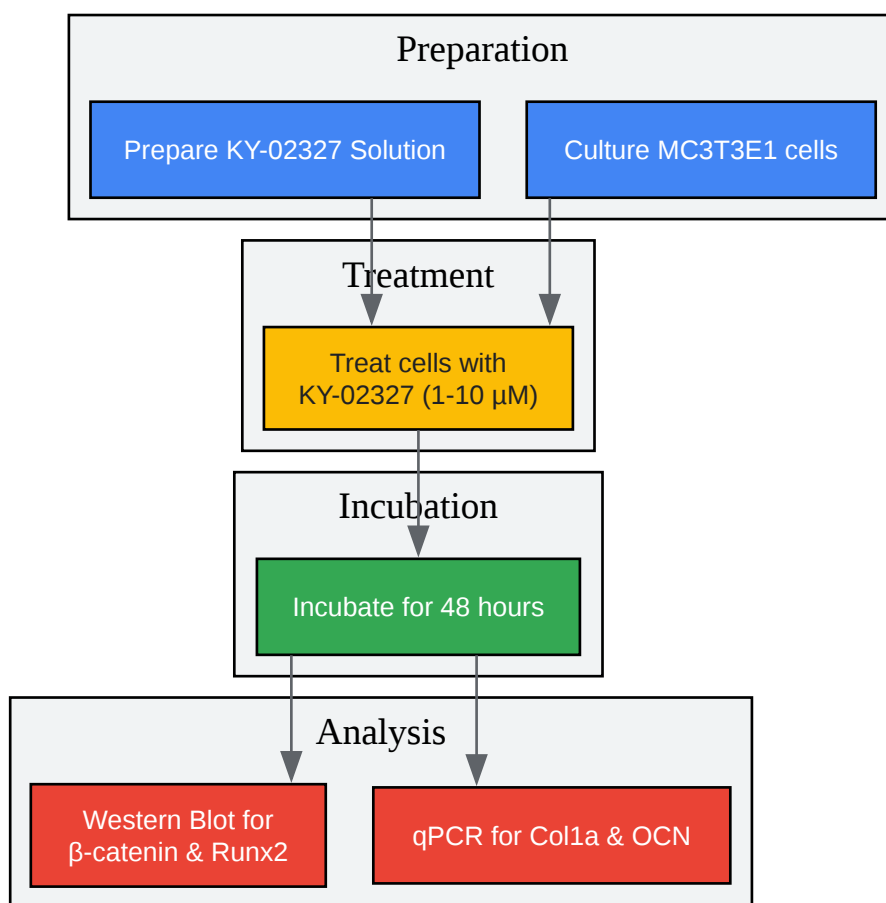 Preparation
Prepare KY-02327 Solution
Culture MC3T3E1 cells
Treatment
Treat cells with
KY-02327 (1-10 µM)
Incubation
Incubate for 48 hours
Analysis
Western Blot for
β-catenin & Runx2
qPCR for Col1a & OCN